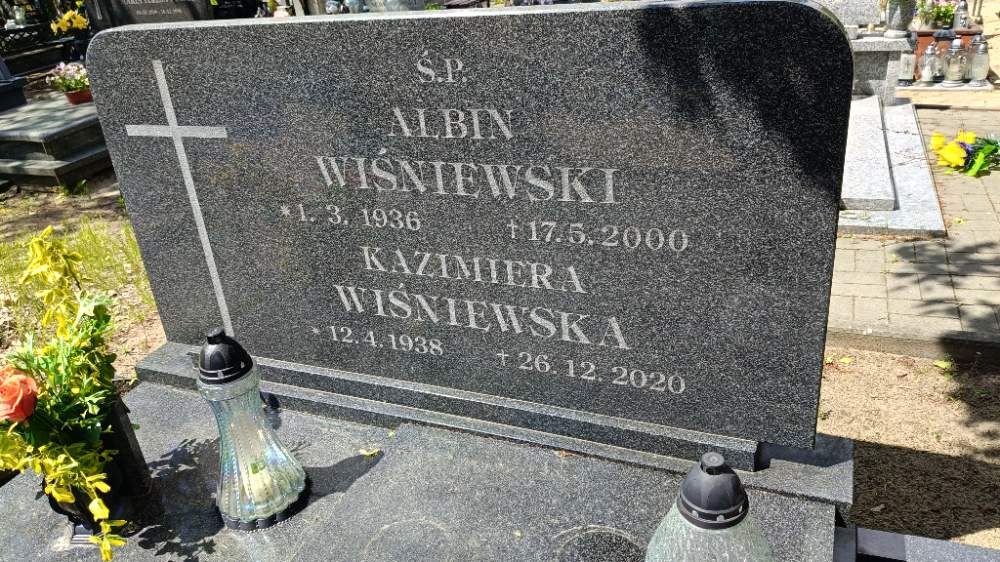 Ś.P.
ALBIN
WIŚNIEWSKI
* 1. 3. 1936 † 17. 5. 2000
KAZIMIERA
WIŚNIEWSKA
* 12. 4. 1938 † 26. 12. 2020